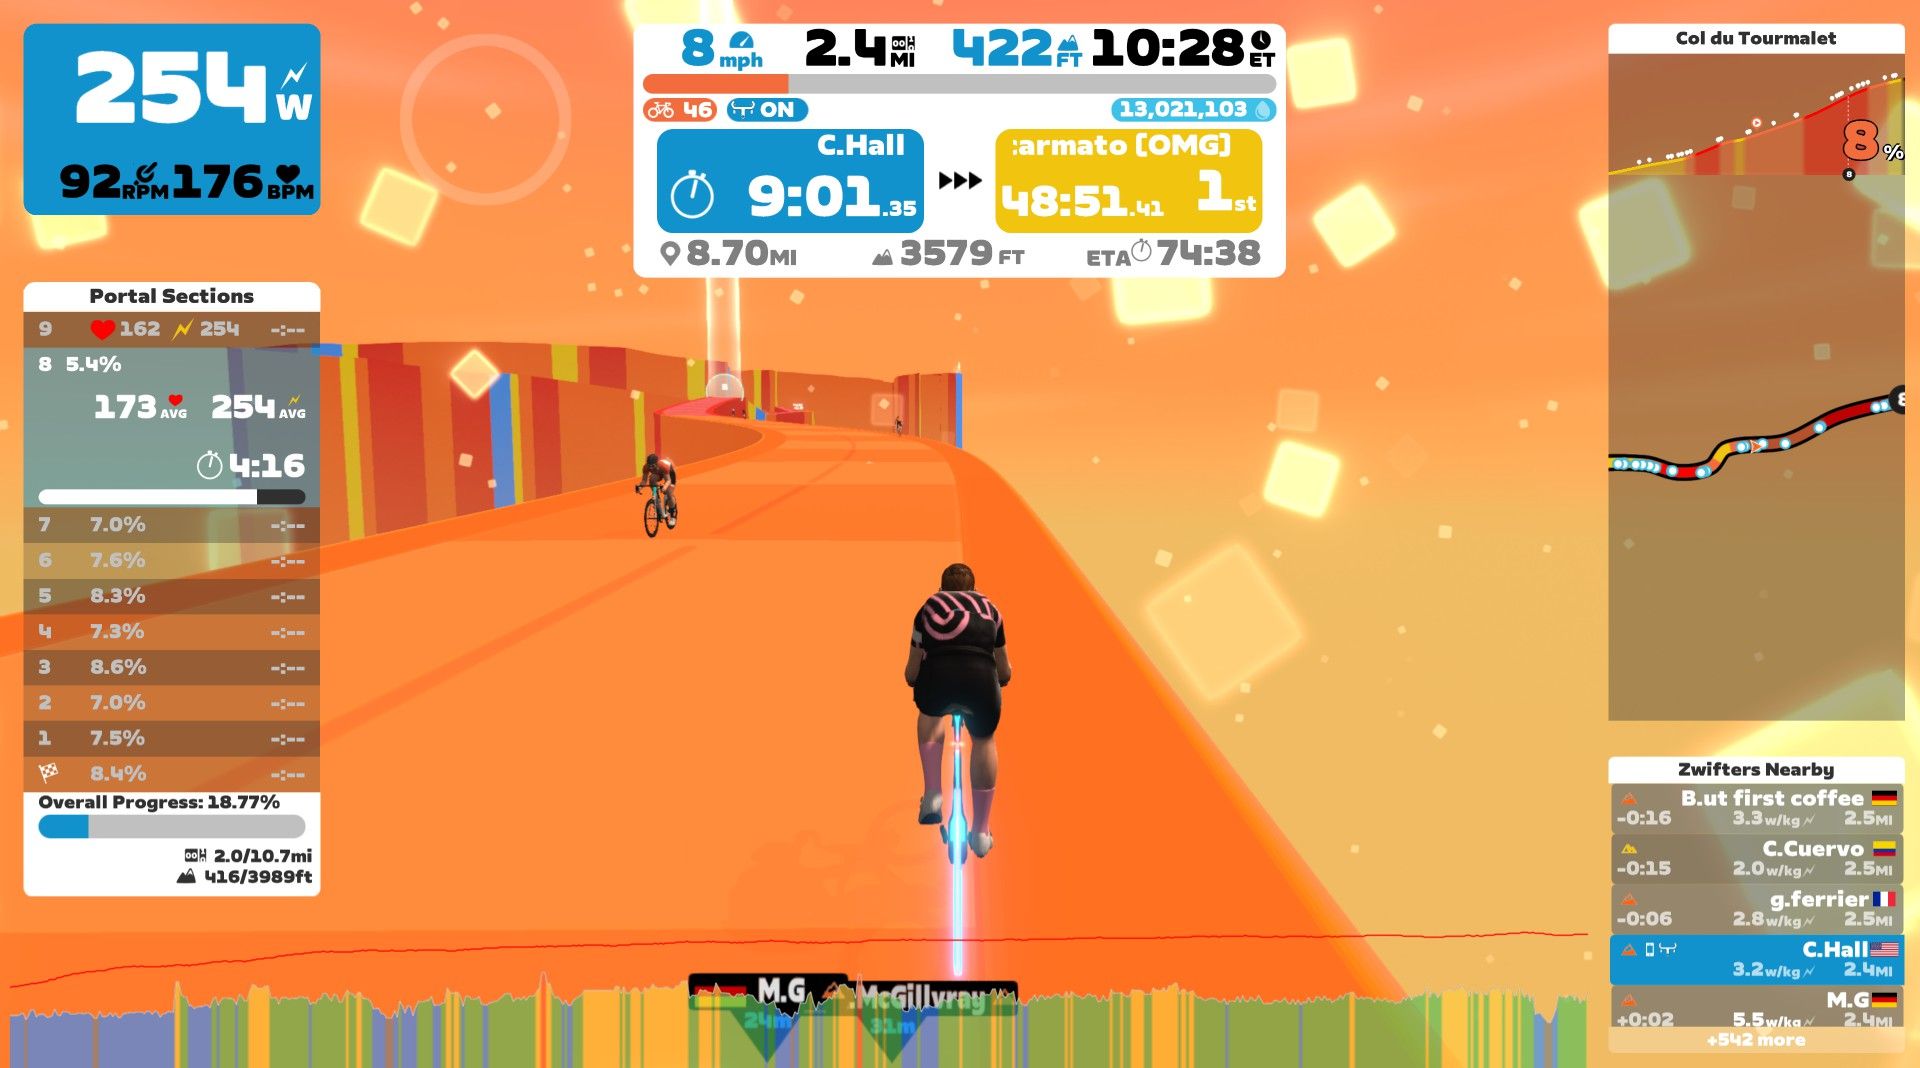 254 W
92 RPM 176 BPM
8 mph 2.4 MI 422 FT 10:28 ET
46 ON 13,021,103
C.Hall
9:01.35
:armato [OMG]
48:51.41 1st
8.70 MI 3579 FT ETA 74:38
Portal Sections
9 162 254 -:--
8 5.4%
173 AVG 254 AVG
4:16
7 7.0% -:--
6 7.6% -:--
5 8.3% -:--
4 7.3% -:--
3 8.6% -:--
2 7.0% -:--
1 7.5% -:--
8.4% -:--
Overall Progress: 18.77%
2.0/10.7mi
416/3989ft
Col du Tourmalet
8%
8
8
Zwifters Nearby
B.ut first coffee
-0:16 3.3w/kg 2.5MI
C.Cuervo
-0:15 2.0w/kg 2.5MI
g.ferrier
-0:06 2.8w/kg 2.5MI
C.Hall
3.2w/kg 2.4MI
M.G
+0:02 5.5w/kg 2.4MI
+542 more
M.G
24m
.McGillvray
31m